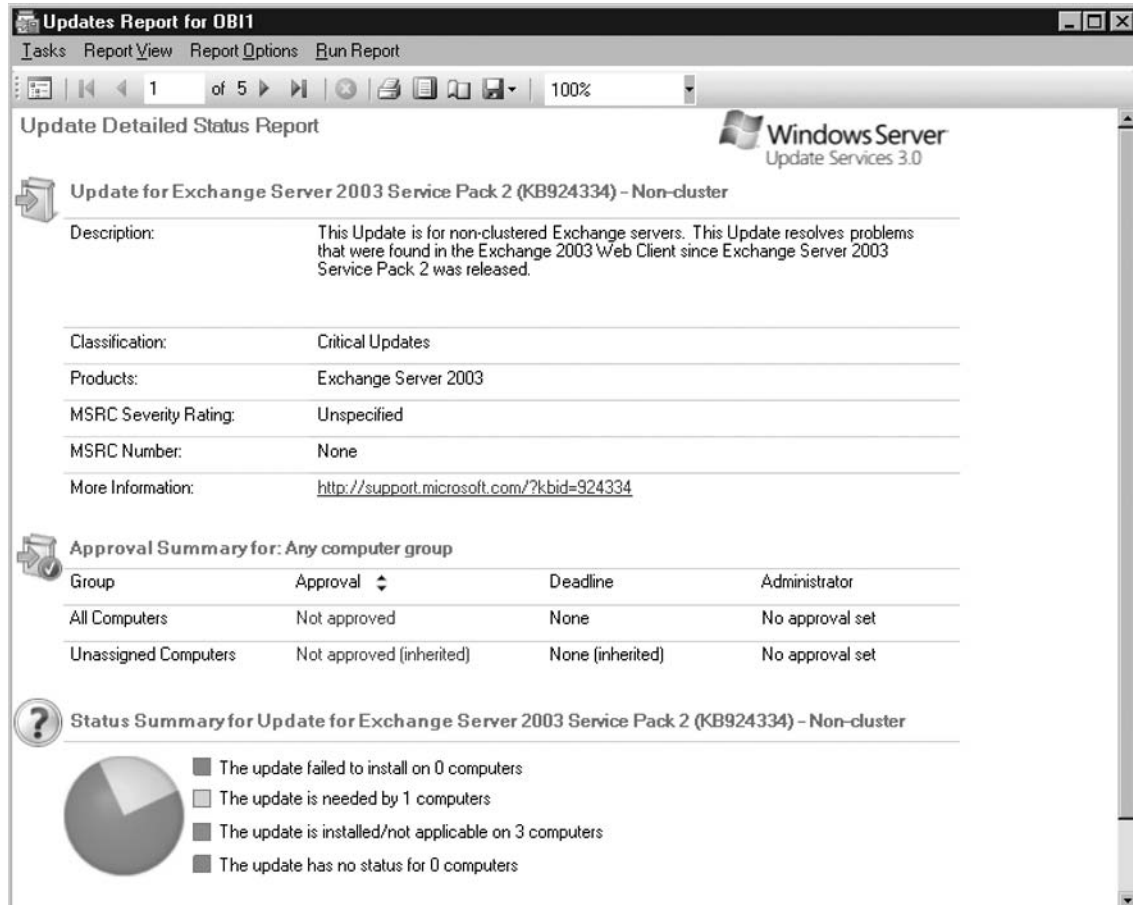 Updates Report for OBI1
Tasks Report View Report Options Run Report
1 of 5 100%
Update Detailed Status Report
Windows Server
Update Services 3.0
Update for Exchange Server 2003 Service Pack 2 (KB924334) - Non-cluster
Description: This Update is for non-clustered Exchange servers. This Update resolves problems
that were found in the Exchange 2003 Web Client since Exchange Server 2003
Service Pack 2 was released.
Classification: Critical Updates
Products: Exchange Server 2003
MSRC Severity Rating: Unspecified
MSRC Number: None
More Information: http://support.microsoft.com/?kbid=924334
Approval Summary for: Any computer group
Group Approval Deadline Administrator
All Computers Not approved None No approval set
Unassigned Computers Not approved (inherited) None (inherited) No approval set
Status Summary for Update for Exchange Server 2003 Service Pack 2 (KB924334) - Non-cluster
The update failed to install on 0 computers
The update is needed by 1 computers
The update is installed/not applicable on 3 computers
The update has no status for 0 computers